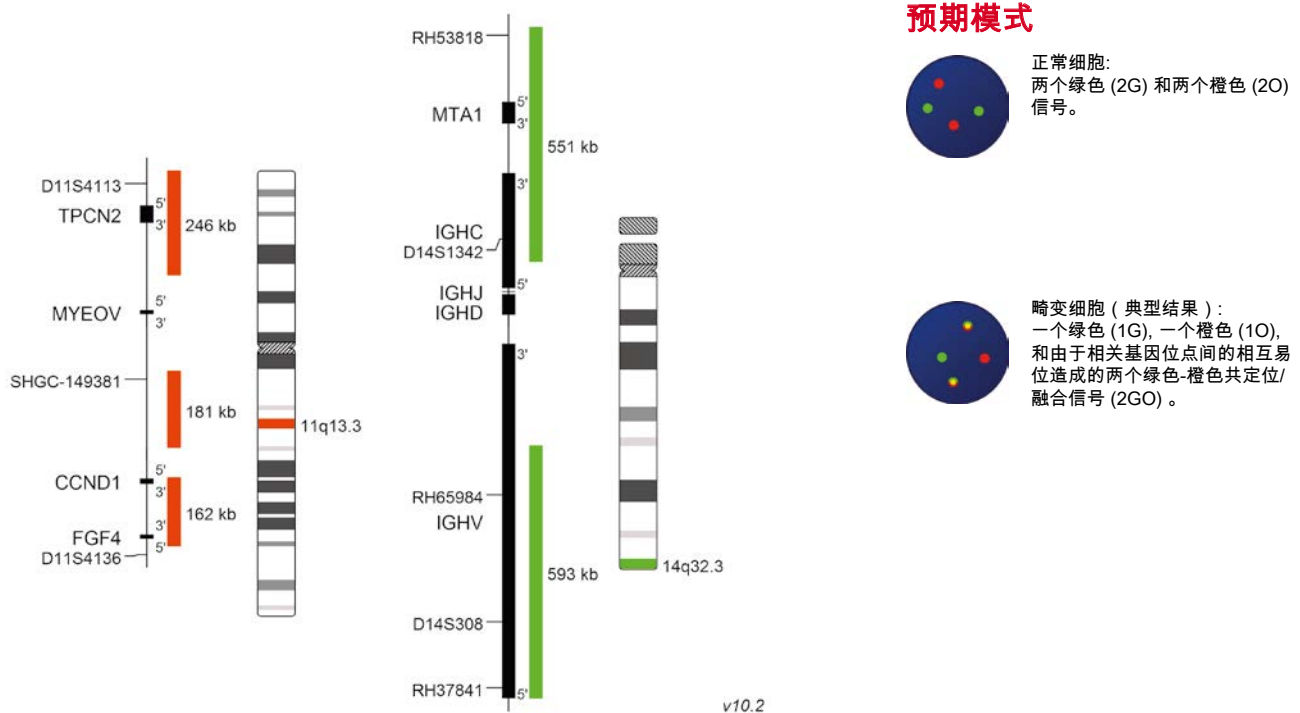 D11S4113
5'
TPCN2
3'
246 kb
MYEOV
5'
3'
SHGC-149381
181 kb
11q13.3
5'
CCND1
3'
162 kb
FGF4
3'
5'
D11S4136
RH53818
MTA1
5'
3'
551 kb
3'
IGHC
D14S1342
5'
IGHJ
IGHD
3'
RH65984
IGHV
593 kb
14q32.3
D14S308
RH37841
5'
v10.2
预期模式
正常细胞:
两个绿色 (2G) 和两个橙色 (2O)
信号。
畸变细胞 ( 典型结果 ) :
一个绿色 (1G), 一个橙色 (1O),
和由于相关基因位点间的相互易
位造成的两个绿色-橙色共定位/
融合信号 (2GO) 。